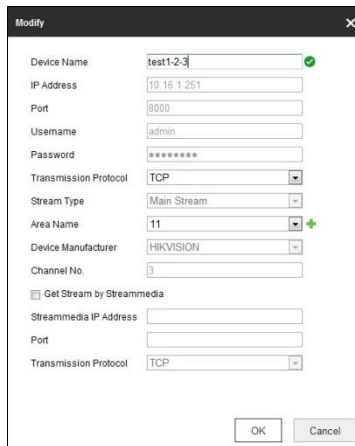 Modify
Device Name test1-2-3
IP Address 10.16.1.251
Port 8000
Username admin
Password ●●●●●●●●
Transmission Protocol TCP
Stream Type Main Stream
Area Name 11
Device Manufacturer HIKVISION
Channel No. 3
Get Stream by Streammedia
Streammedia IP Address
Port
Transmission Protocol TCP
OK Cancel